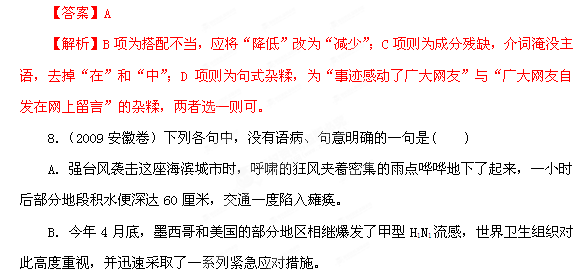 【答案】A
【解析】B项为搭配不当，应将“降低”改为“减少”；C项则为成分残缺，介词淹没主
语，去掉“在”和“中”；D 项则为句式杂糅，为“事迹感动了广大网友”与“广大网友自
发在网上留言”的杂糅，两者选一则可。
8.（2009安徽卷）下列各句中，没有语病、句意明确的一句是( )
A. 强台风袭击这座海滨城市时，呼啸的狂风夹着密集的雨点哗哗地下了起来，一小时
后部分地段积水便深达 60 厘米，交通一度陷入瘫痪。
B. 今年 4 月底，墨西哥和美国的部分地区相继爆发了甲型 H₁N₁流感，世界卫生组织对
此高度重视，并迅速采取了一系列紧急应对措施。